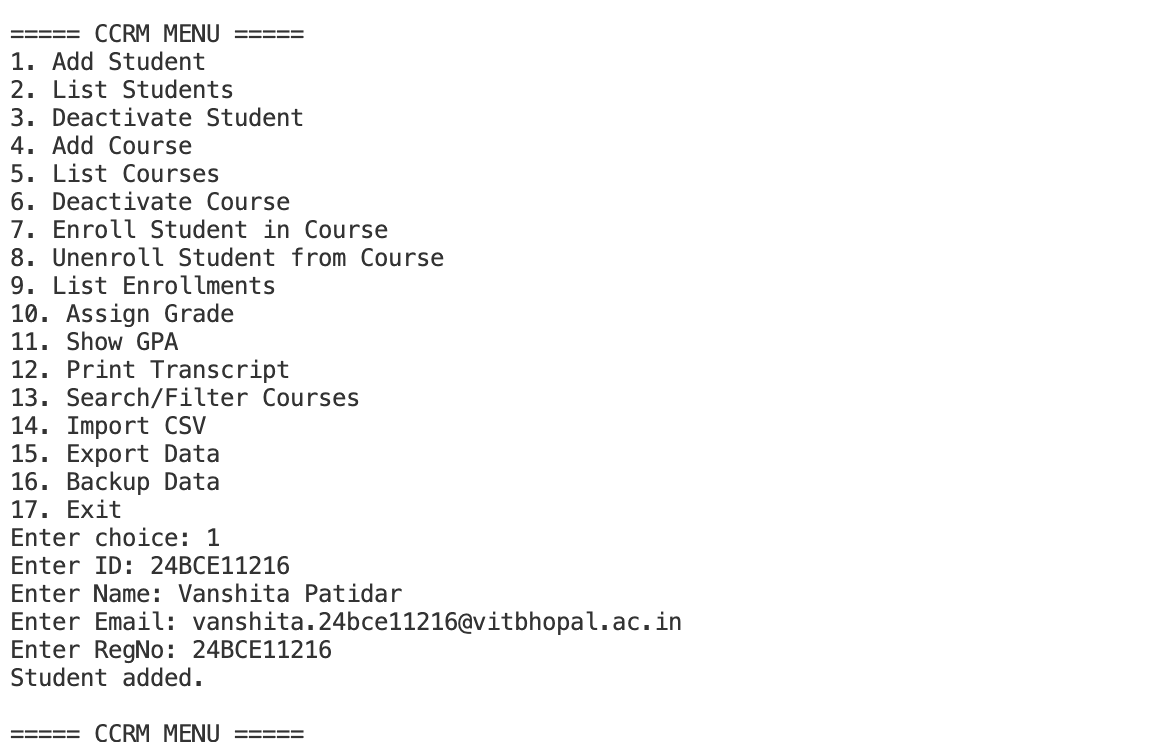 ===== CCRM MENU =====
1. Add Student
2. List Students
3. Deactivate Student
4. Add Course
5. List Courses
6. Deactivate Course
7. Enroll Student in Course
8. Unenroll Student from Course
9. List Enrollments
10. Assign Grade
11. Show GPA
12. Print Transcript
13. Search/Filter Courses
14. Import CSV
15. Export Data
16. Backup Data
17. Exit
Enter choice: 1
Enter ID: 24BCE11216
Enter Name: Vanshita Patidar
Enter Email: vanshita.24bce11216@vitbhopal.ac.in
Enter RegNo: 24BCE11216
Student added.
===== CCRM MENU =====